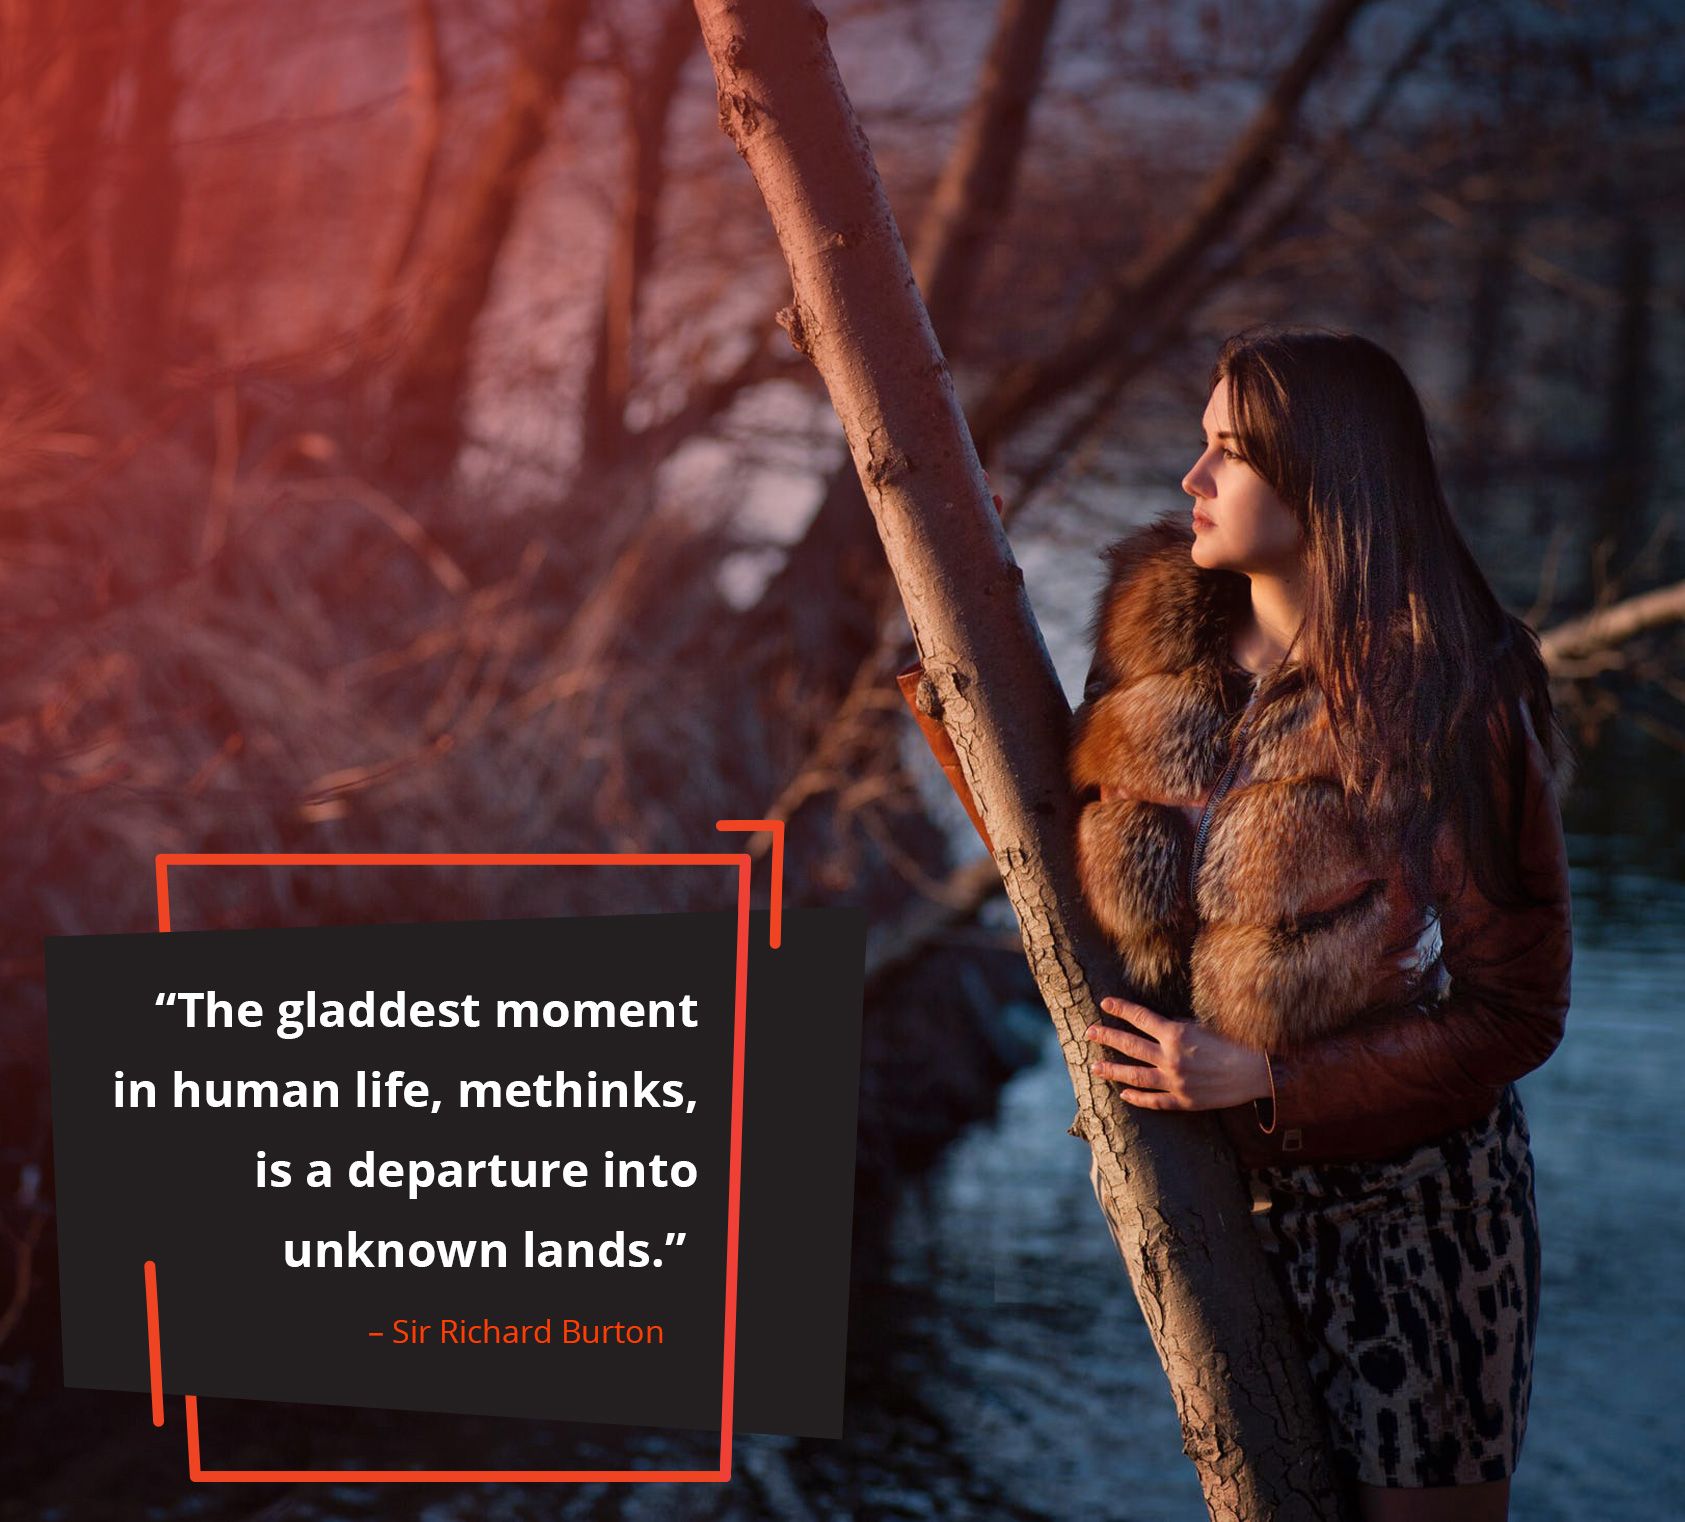 “The gladdest moment
in human life, methinks,
is a departure into
unknown lands.”
– Sir Richard Burton